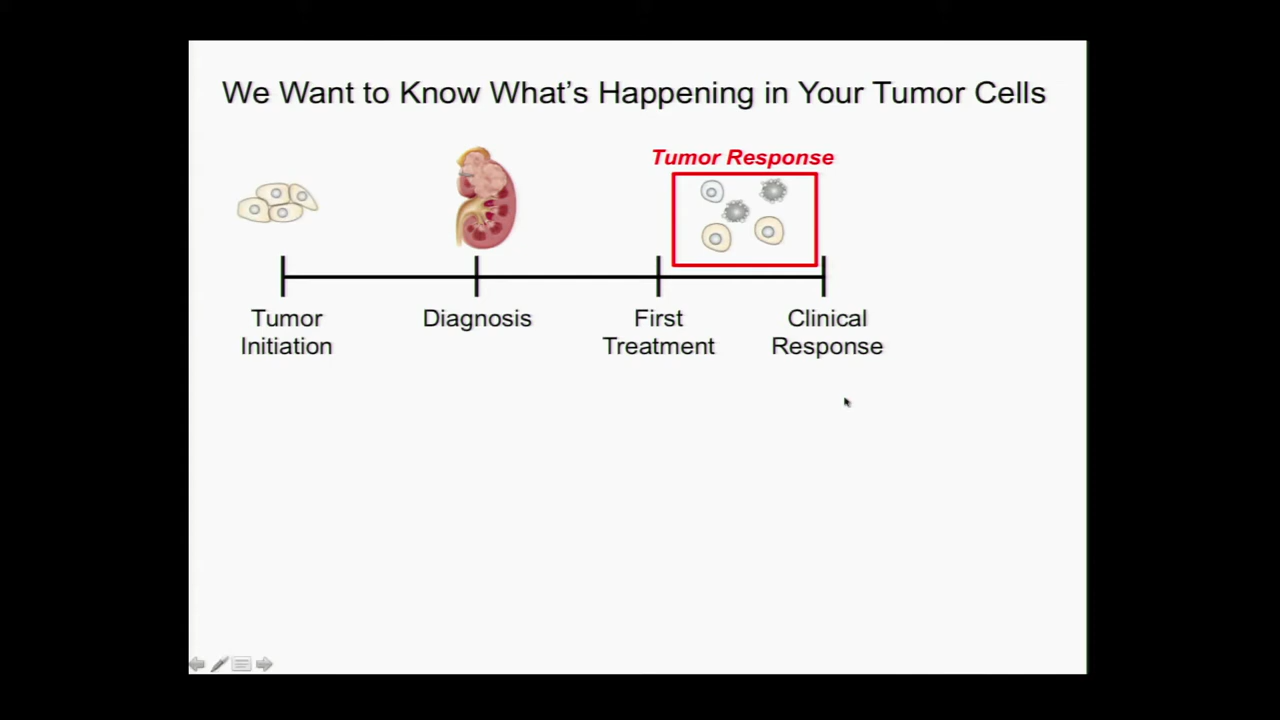 We Want to Know What's Happening in Your Tumor Cells
Tumor Response
Tumor
Initiation
Diagnosis
First
Treatment
Clinical
Response